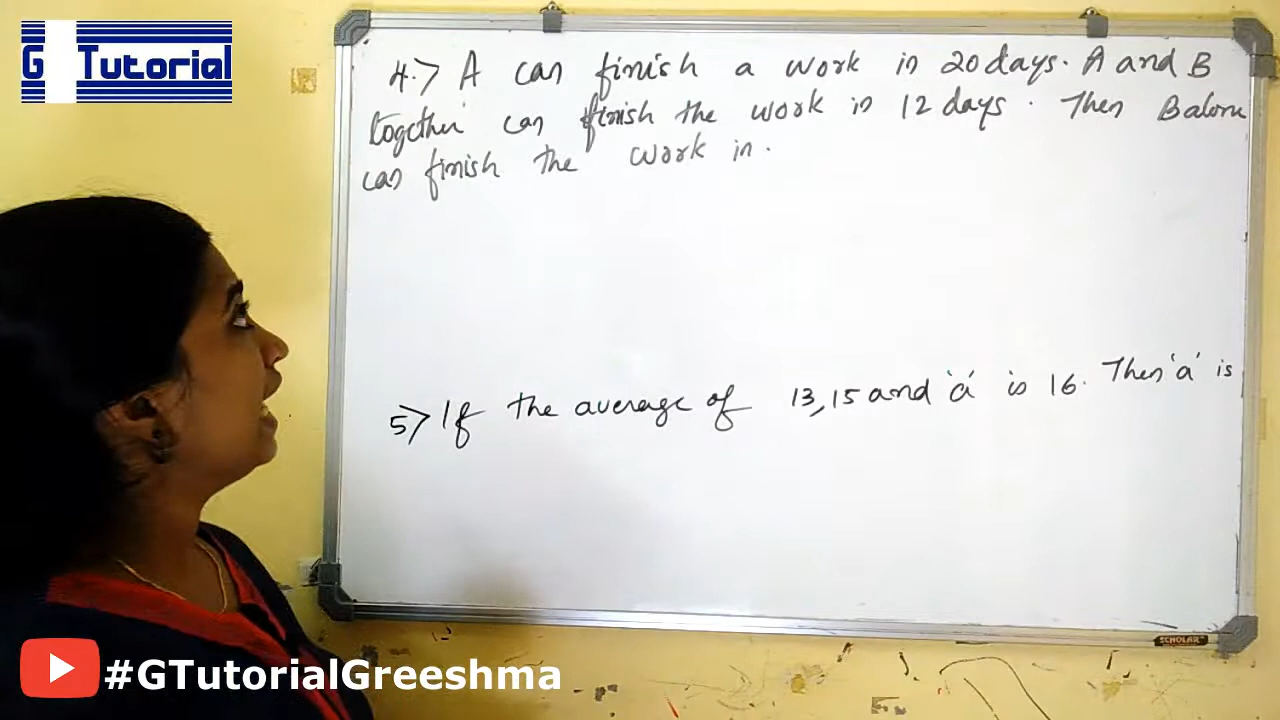 G Tutorial
4.> A can finish a work in 20 days. A and B
together can finish the work in 12 days. Then B alone
can finish the work in.
5> If the average of 13, 15 and 'a' is 16. Then 'a' is
SCHOLAR
#GTutorialGreeshma